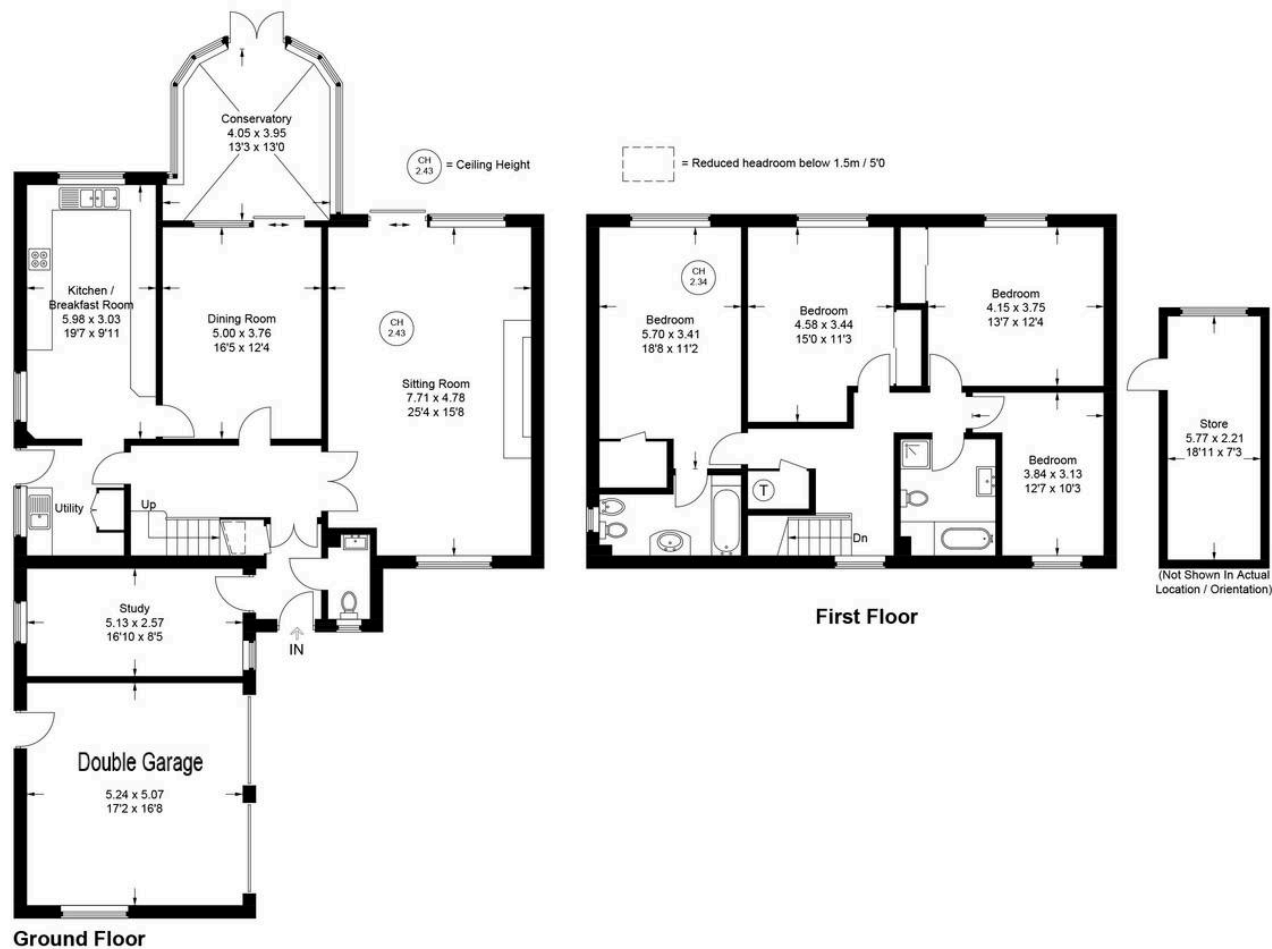 Conservatory
4.05 x 3.95
13'3 x 13'0
CH
2.43
= Ceiling Height
= Reduced headroom below 1.5m / 5'0
Kitchen /
Breakfast Room
5.98 x 3.03
19'7 x 9'11
Dining Room
5.00 x 3.76
16'5 x 12'4
CH
2.43
Sitting Room
7.71 x 4.78
25'4 x 15'8
Utility
Up
Study
5.13 x 2.57
16'10 x 8'5
IN
Double Garage
5.24 x 5.07
17'2 x 16'8
Ground Floor
CH
2.34
Bedroom
5.70 x 3.41
18'8 x 11'2
Bedroom
4.58 x 3.44
15'0 x 11'3
Bedroom
4.15 x 3.75
13'7 x 12'4
Bedroom
3.84 x 3.13
12'7 x 10'3
T
Dn
First Floor
Store
5.77 x 2.21
18'11 x 7'3
(Not Shown In Actual
Location / Orientation)